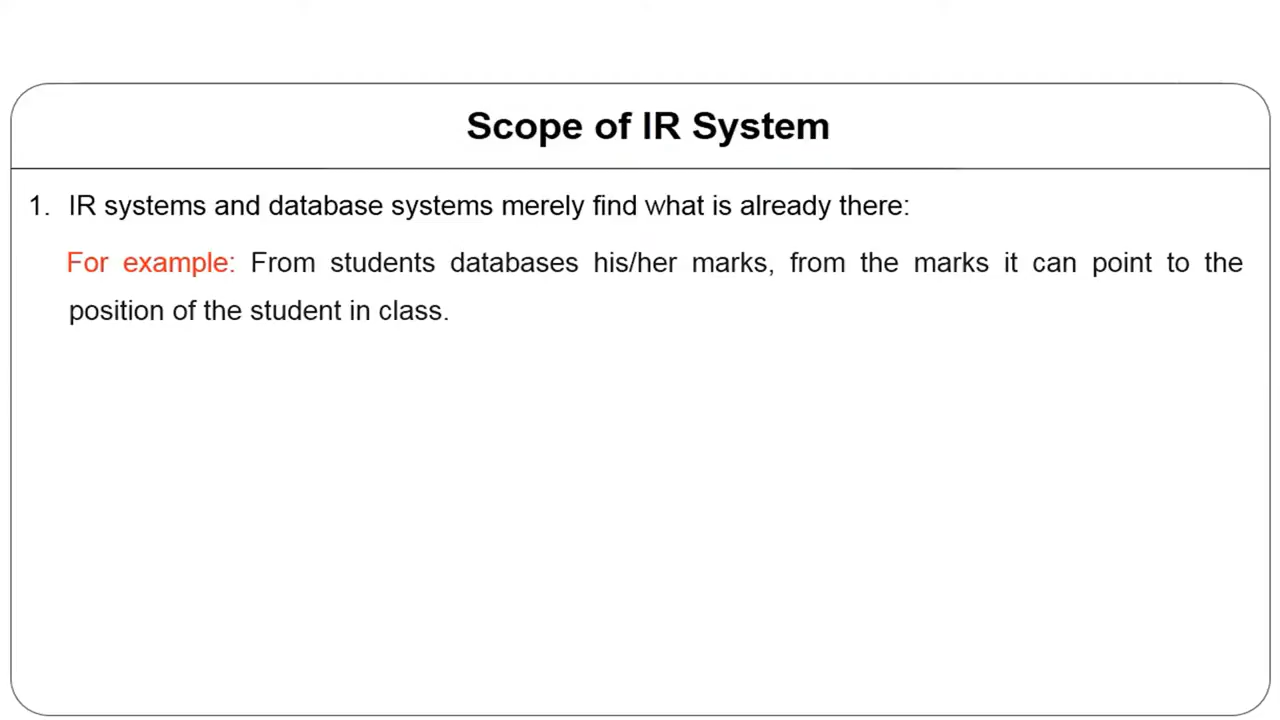 Scope of IR System
1. IR systems and database systems merely find what is already there:
For example: From students databases his/her marks, from the marks it can point to the
position of the student in class.